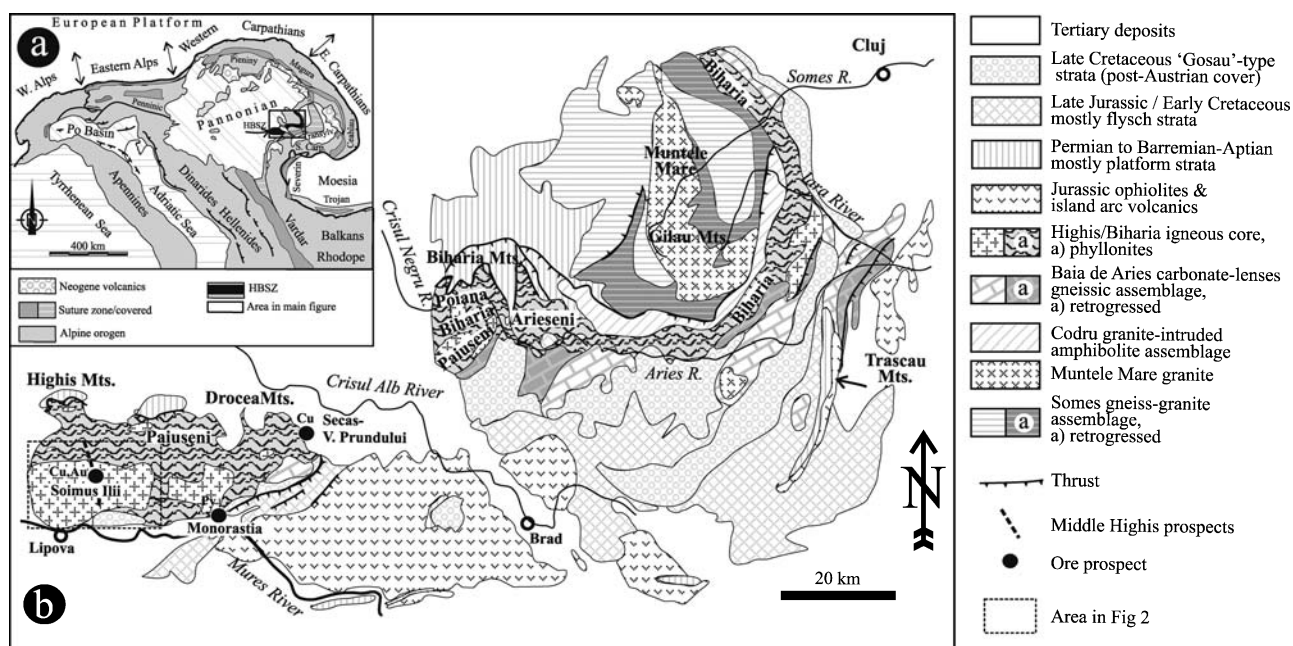 European Platform
a
W. Alps
Eastern Alps
Western
Carpathians
E. Carpathians
Pieniny
Magura
Penninic
Pannonian
HBSZ
Po Basin
S. Carp.
Severin
Moesia
Trojan
Tyrrhenean Sea
Apennines
Adriatic Sea
Dinarides
Hellenides
Vardar
Balkans
Rhodope
N
400 km
Neogene volcanics
Suture zone/covered
Alpine orogen
HBSZ
Area in main figure
Cluj
Somes R.
Biharia
Muntele
Mare
Iara River
Gilau Mts.
Crisul Negru R.
Biharia Mts.
Poiana
Biharia
Paiuseni
Arieseni
Biharia
Aries R.
Trascau
Mts.
Highis Mts.
Crisul Alb River
DroceaMts.
Cu
Secas-
V. Prundului
Paiuseni
Cu,Au
Soimus Ilii
Py
Monorastia
Lipova
Brad
Mures River
N
20 km
b
Tertiary deposits
Late Cretaceous 'Gosau'-type
strata (post-Austrian cover)
Late Jurassic / Early Cretaceous
mostly flysch strata
Permian to Barremian-Aptian
mostly platform strata
Jurassic ophiolites &
island arc volcanics
a
Highis/Biharia igneous core,
a) phyllonites
a
Baia de Aries carbonate-lenses
gneissic assemblage,
a) retrogressed
Codru granite-intruded
amphibolite assemblage
Muntele Mare granite
a
Somes gneiss-granite
assemblage,
a) retrogressed
Thrust
Middle Highis prospects
Ore prospect
Area in Fig 2